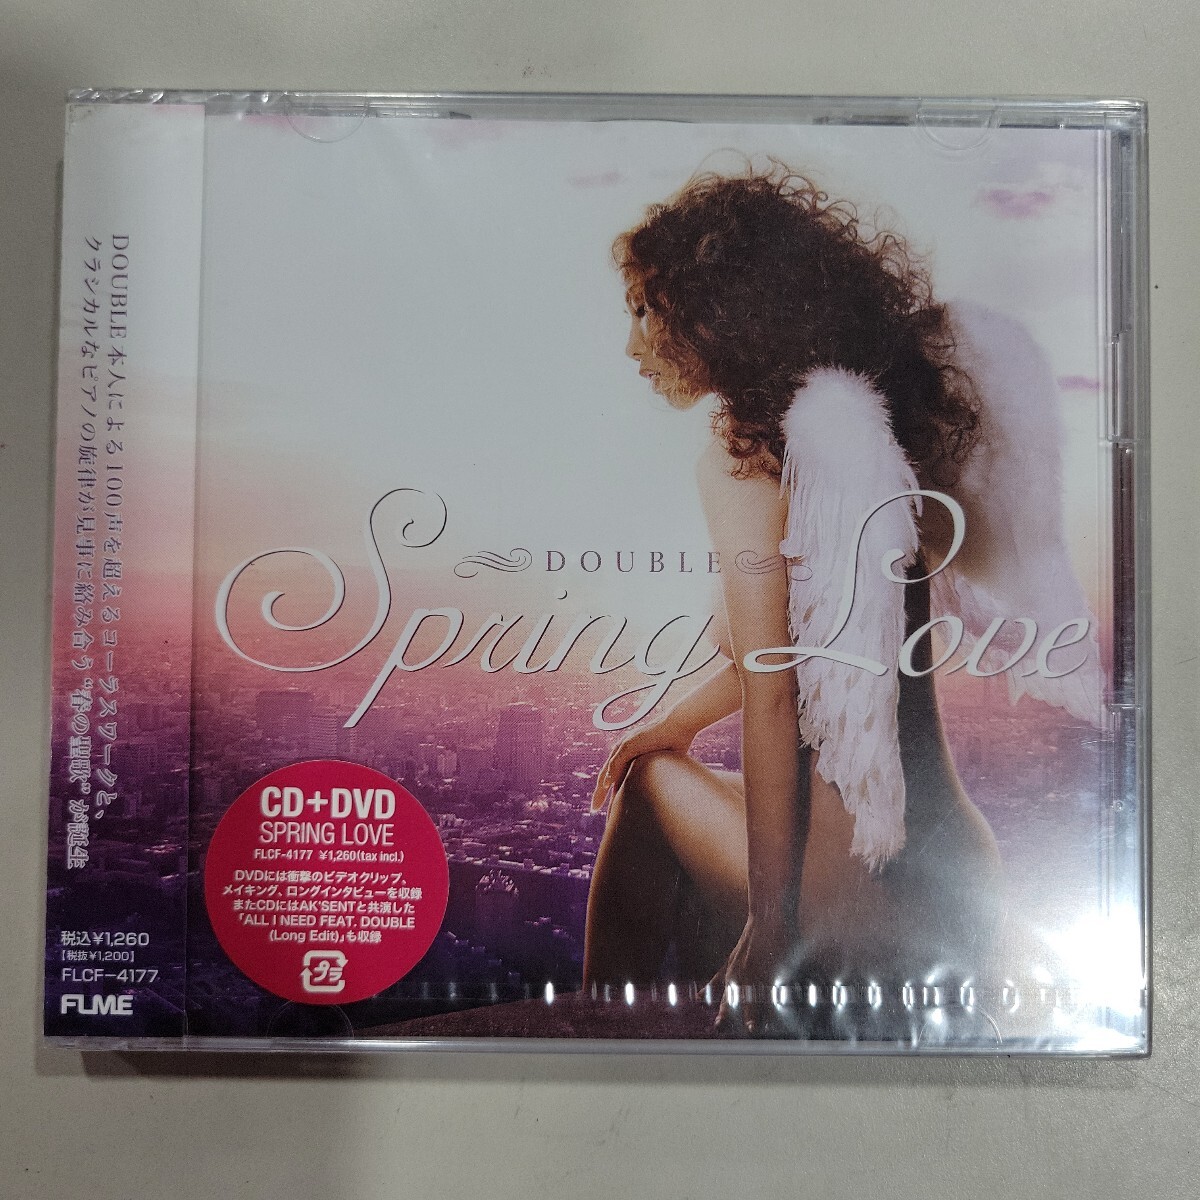 DOUBLE 本人による100声を超えるコーラスワークと、
クラシカルなピアノの旋律が見事に絡み合う“春の聖歌”が誕生
税込¥1,260
【税抜¥1,200】
FLCF-4177
FLME
DOUBLE
Spring Love
CD+DVD
SPRING LOVE
FLCF-4177 ¥1,260(tax incl.)
DVDには衝撃のビデオクリップ、
メイキング、ロングインタビューを収録
またCDにはAK'SENTと共演した
「ALL I NEED FEAT. DOUBLE
(Long Edit)」も収録
プラ